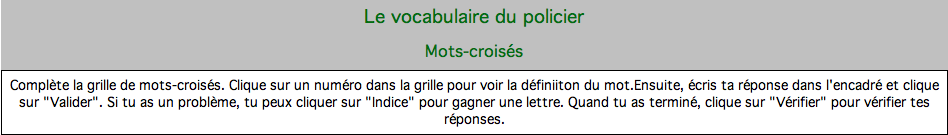 Le vocabulaire du policier
Mots-croisés
Complète la grille de mots-croisés. Clique sur un numéro dans la grille pour voir la définiiton du mot.Ensuite, écris ta réponse dans l'encadré et clique
sur "Valider". Si tu as un problème, tu peux cliquer sur "Indice" pour gagner une lettre. Quand tu as terminé, clique sur "Vérifier" pour vérifier tes
réponses.